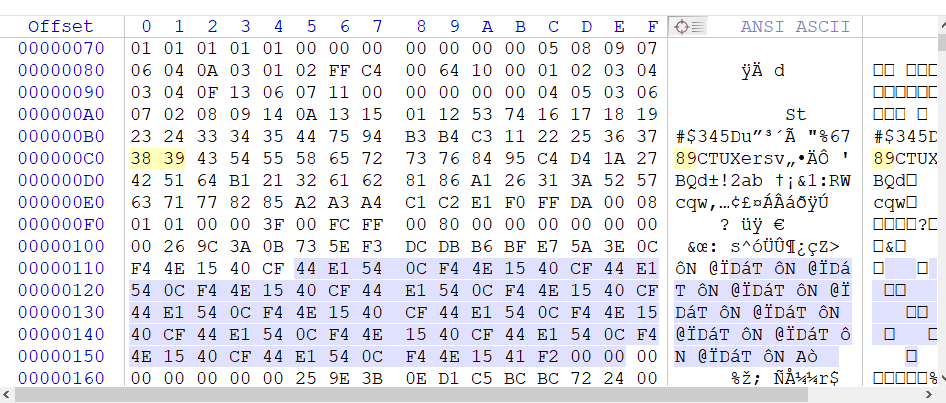 Offset 0 1 2 3 4 5 6 7 8 9 A B C D E F ANSI ASCII
00000070 01 01 01 01 01 00 00 00 00 00 00 00 05 08 09 07
00000080 06 04 0A 03 01 02 FF C4 00 64 10 00 01 02 03 04 ÿÄ d
00000090 03 04 0F 13 06 07 11 00 00 00 00 00 04 05 03 06
000000A0 07 02 08 09 14 0A 13 15 01 12 53 74 16 17 18 19 St
000000B0 23 24 33 34 35 44 75 94 B3 B4 C3 11 22 25 36 37 #$345Du”³´Ã "%67 #$345D
000000C0 38 39 43 54 55 58 65 72 73 76 84 95 C4 D4 1A 27 89CTUXersv„•ÄÔ ' 89CTUX
000000D0 42 51 64 B1 21 32 61 62 81 86 A1 26 31 3A 52 57 BQd±!2ab †¡&1:RW BQd
000000E0 63 71 77 82 85 A2 A3 A4 C1 C2 E1 F0 FF DA 00 08 cqw‚…¢£¤ÁÂáðÿÚ cqw
000000F0 01 01 00 00 3F 00 FC FF 00 80 00 00 00 00 00 00 ? üÿ € ?
00000100 00 26 9C 3A 0B 73 5E F3 DC DB B6 BF E7 5A 3E 0C &œ: s^óÜÛ¶¿çZ> &
00000110 F4 4E 15 40 CF 44 E1 54 0C F4 4E 15 40 CF 44 E1 ôN @ÏDáT ôN @ÏDá
00000120 54 0C F4 4E 15 40 CF 44 E1 54 0C F4 4E 15 40 CF T ôN @ÏDáT ôN @Ï
00000130 44 E1 54 0C F4 4E 15 40 CF 44 E1 54 0C F4 4E 15 DáT ôN @ÏDáT ôN
00000140 40 CF 44 E1 54 0C F4 4E 15 40 CF 44 E1 54 0C F4 @ÏDáT ôN @ÏDáT ô
00000150 4E 15 40 CF 44 E1 54 0C F4 4E 15 41 F2 00 00 00 N @ÏDáT ôN Aò
00000160 00 00 00 00 00 25 9E 3B 0E D1 C5 BC BC 72 24 00 %ž; ÑÅ¼¼r$ %